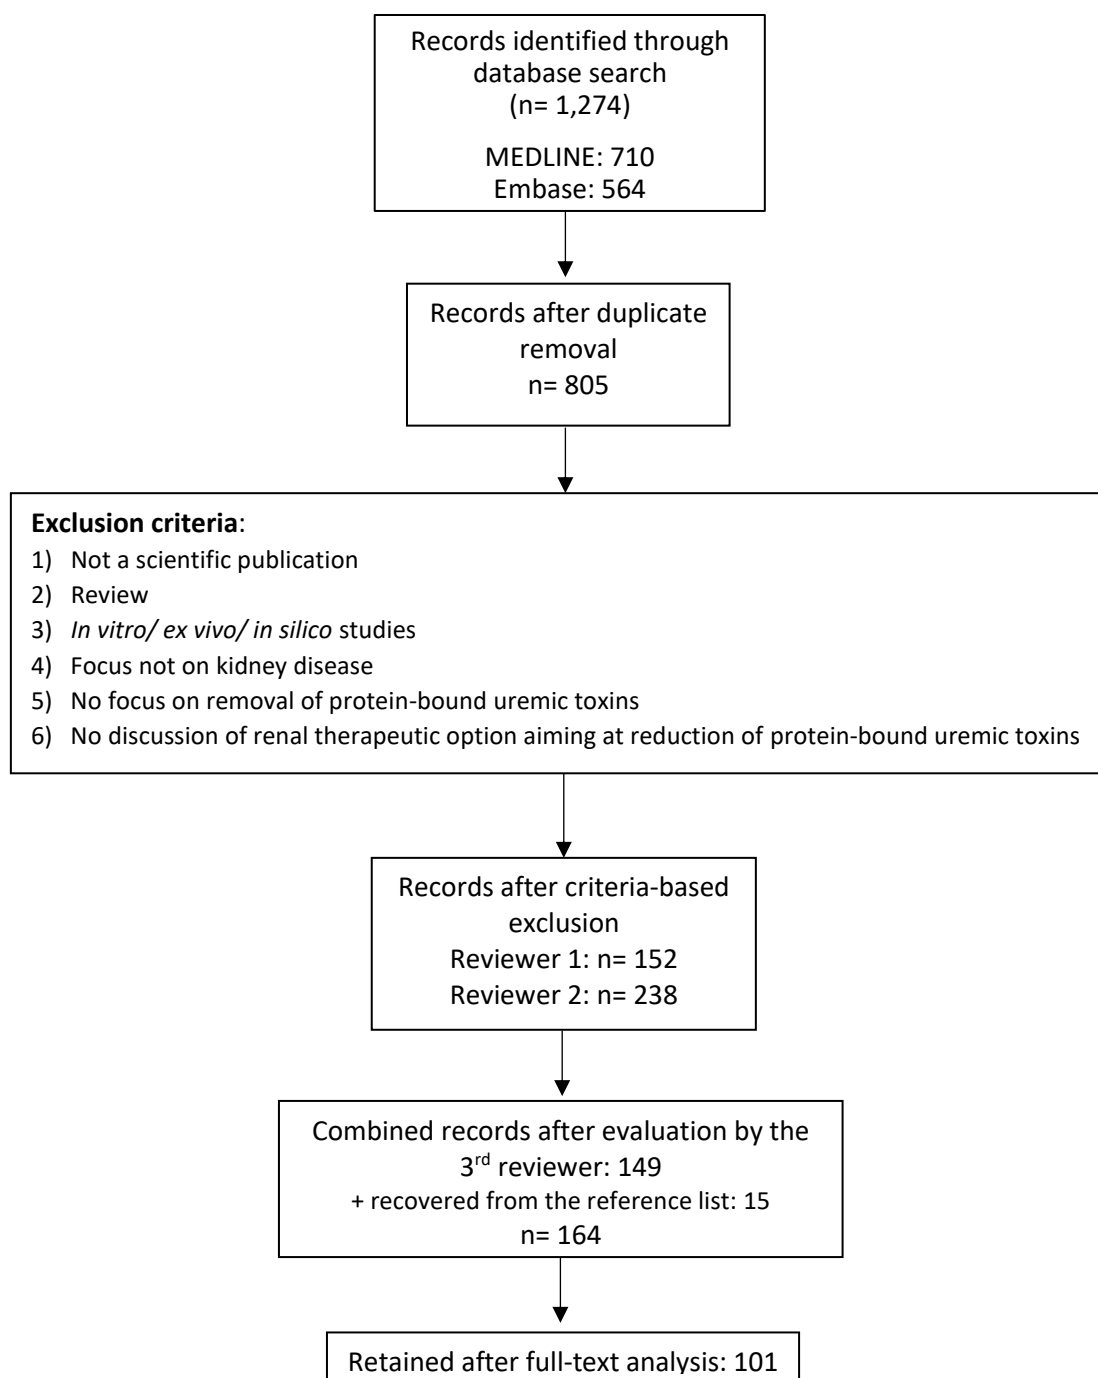 Records identified through
database search
(n= 1,274)
MEDLINE: 710
Embase: 564
Records after duplicate
removal
n= 805
Exclusion criteria:
1) Not a scientific publication
2) Review
3) In vitro/ ex vivo/ in silico studies
4) Focus not on kidney disease
5) No focus on removal of protein-bound uremic toxins
6) No discussion of renal therapeutic option aiming at reduction of protein-bound uremic toxins
Records after criteria-based
exclusion
Reviewer 1: n= 152
Reviewer 2: n= 238
Combined records after evaluation by the
3rd reviewer: 149
+ recovered from the reference list: 15
n= 164
Retained after full-text analysis: 101